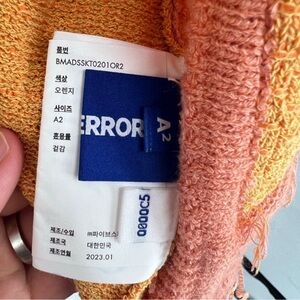 품번
BMADSSKT0201OR2
색상
오렌지
사이즈
A2
혼용률
겉감
ERROR
A2
제조/수입
m파이브스
제조국
대한민국
제조연월
2023.01